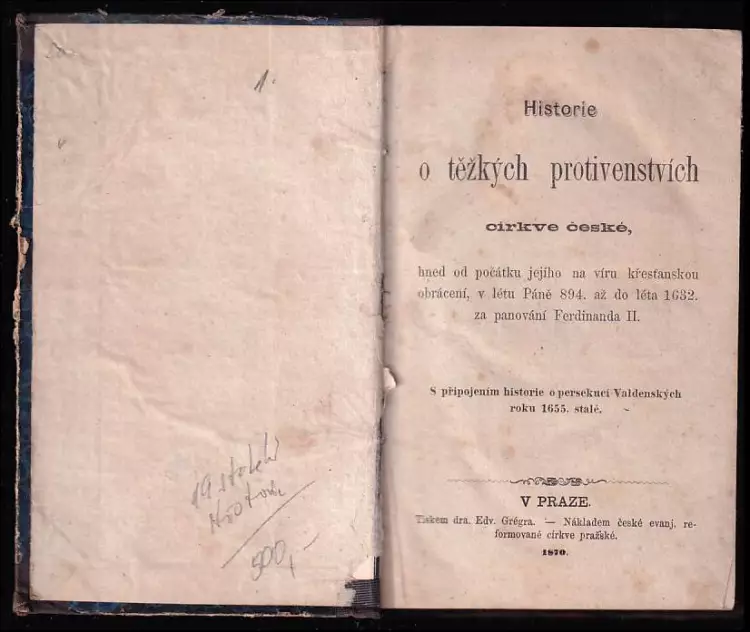 1.
19 století
500,-
Historie
o těžkých protivenstvích
církve české,
hned od počátku jejího na víru křesťanskou
obrácení, v létu Páně 894. až do léta 1632.
za panování Ferdinanda II.
S připojením historie o persekucí Valdenských
roku 1655. stalé.
V PRAZE.
Tiskem dra. Edv. Grégra. — Nákladem české evanj. re-
formované církve pražské.
1870.